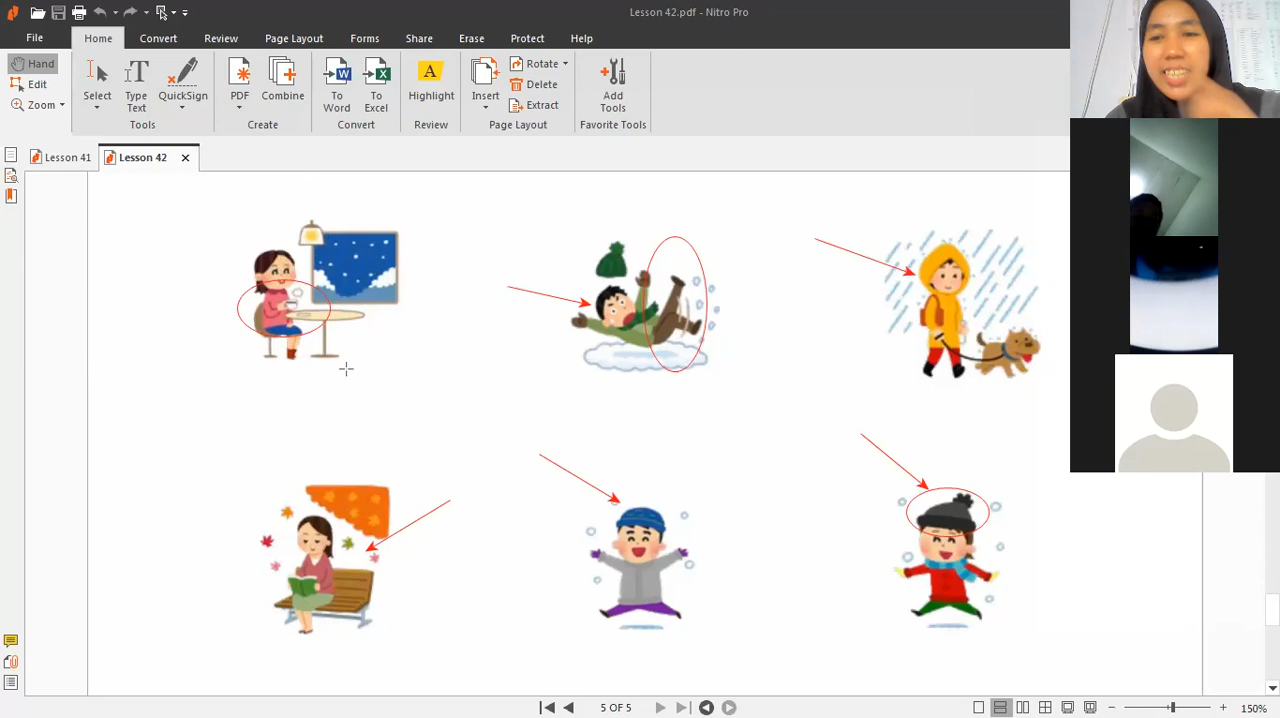 Lesson 42.pdf - Nitro Pro
File Home Convert Review Page Layout Forms Share Erase Protect Help
Hand
Edit
Zoom
Select
Type Text
QuickSign
Tools
PDF
Combine
Create
To Word
To Excel
Convert
A
Highlight
Review
Insert
Rotate
Delete
Extract
Page Layout
Add Tools
Favorite Tools
Lesson 41
Lesson 42
5 OF 5
150%